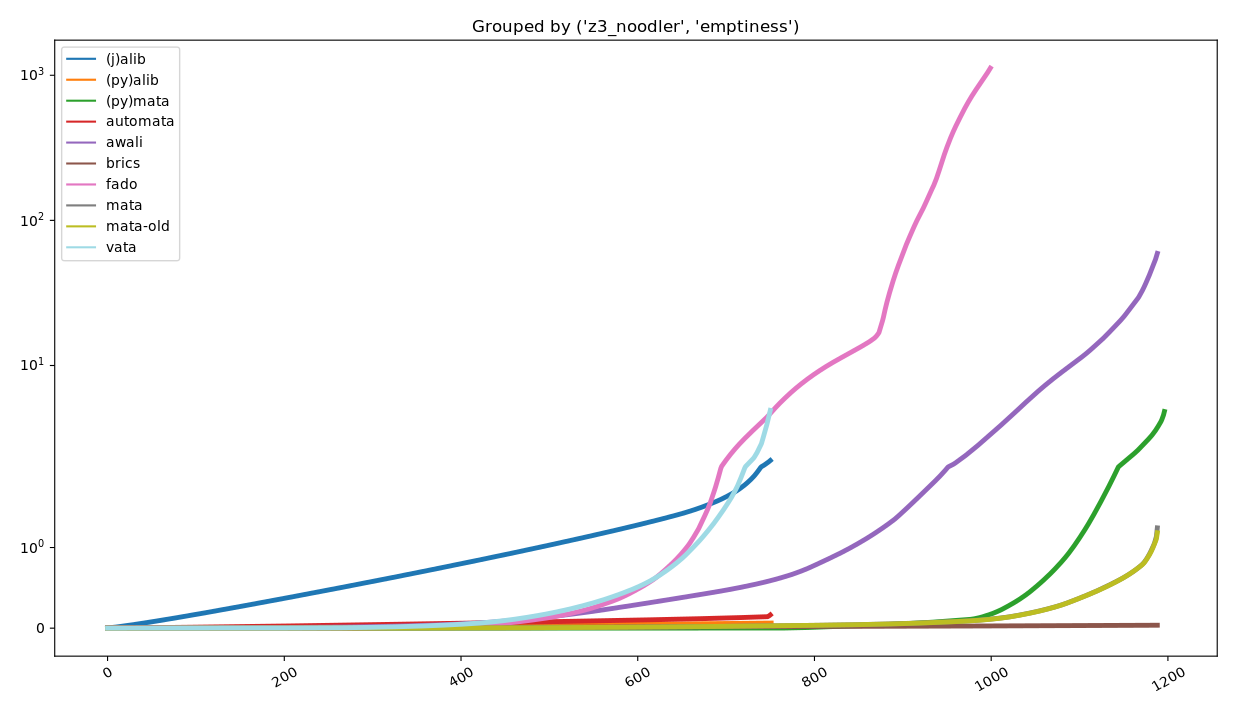 Grouped by ('z3_noodler', 'emptiness')
(j)alib
(py)alib
(py)mata
automata
awali
brics
fado
mata
mata-old
vata
10³
10²
10¹
10⁰
0
0
200
400
600
800
1000
1200